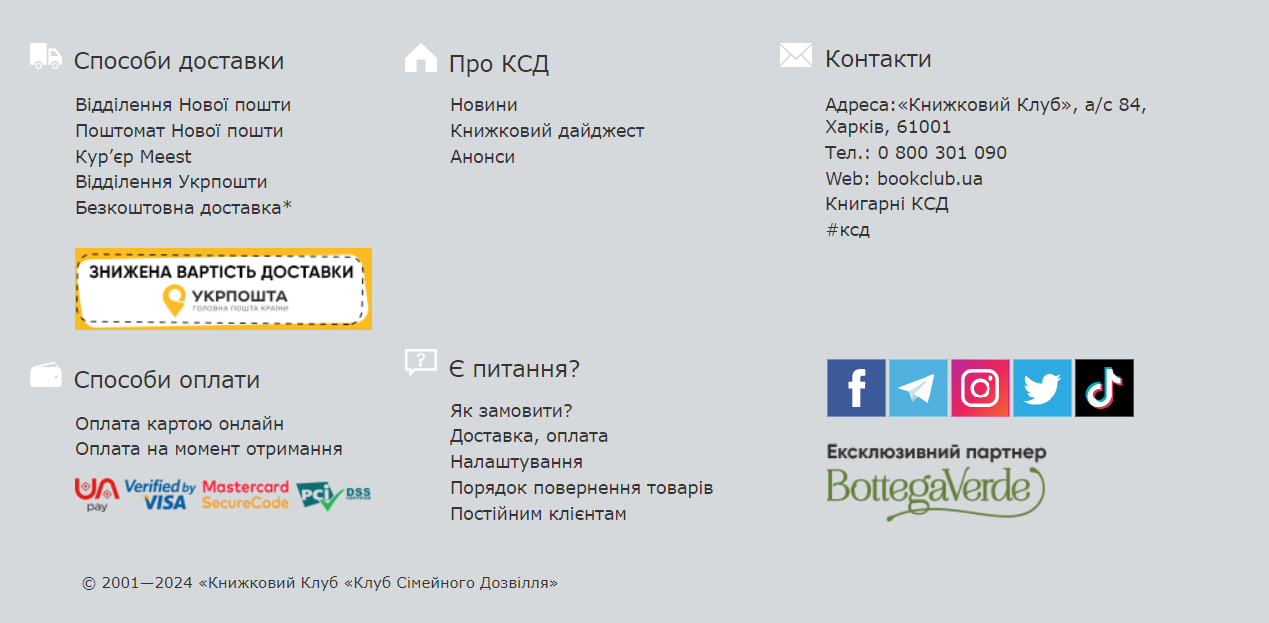 Способи доставки
Відділення Нової пошти
Поштомат Нової пошти
Кур’єр Meest
Відділення Укрпошти
Безкоштовна доставка*
ЗНИЖЕНА ВАРТІСТЬ ДОСТАВКИ
УКРПОШТА
ГОЛОВНА ПОШТА КРАЇНИ
Про КСД
Новини
Книжковий дайджест
Анонси
Контакти
Адреса:«Книжковий Клуб», а/с 84,
Харків, 61001
Тел.: 0 800 301 090
Web: bookclub.ua
Книгарні КСД
#ксд
Способи оплати
Оплата картою онлайн
Оплата на момент отримання
UA
pay
Verified by
VISA
Mastercard
SecureCode
PCI DSS
Є питання?
Як замовити?
Доставка, оплата
Налаштування
Порядок повернення товарів
Постійним клієнтам
Ексклюзивний партнер
BottegaVerde
© 2001—2024 «Книжковий Клуб «Клуб Сімейного Дозвілля»